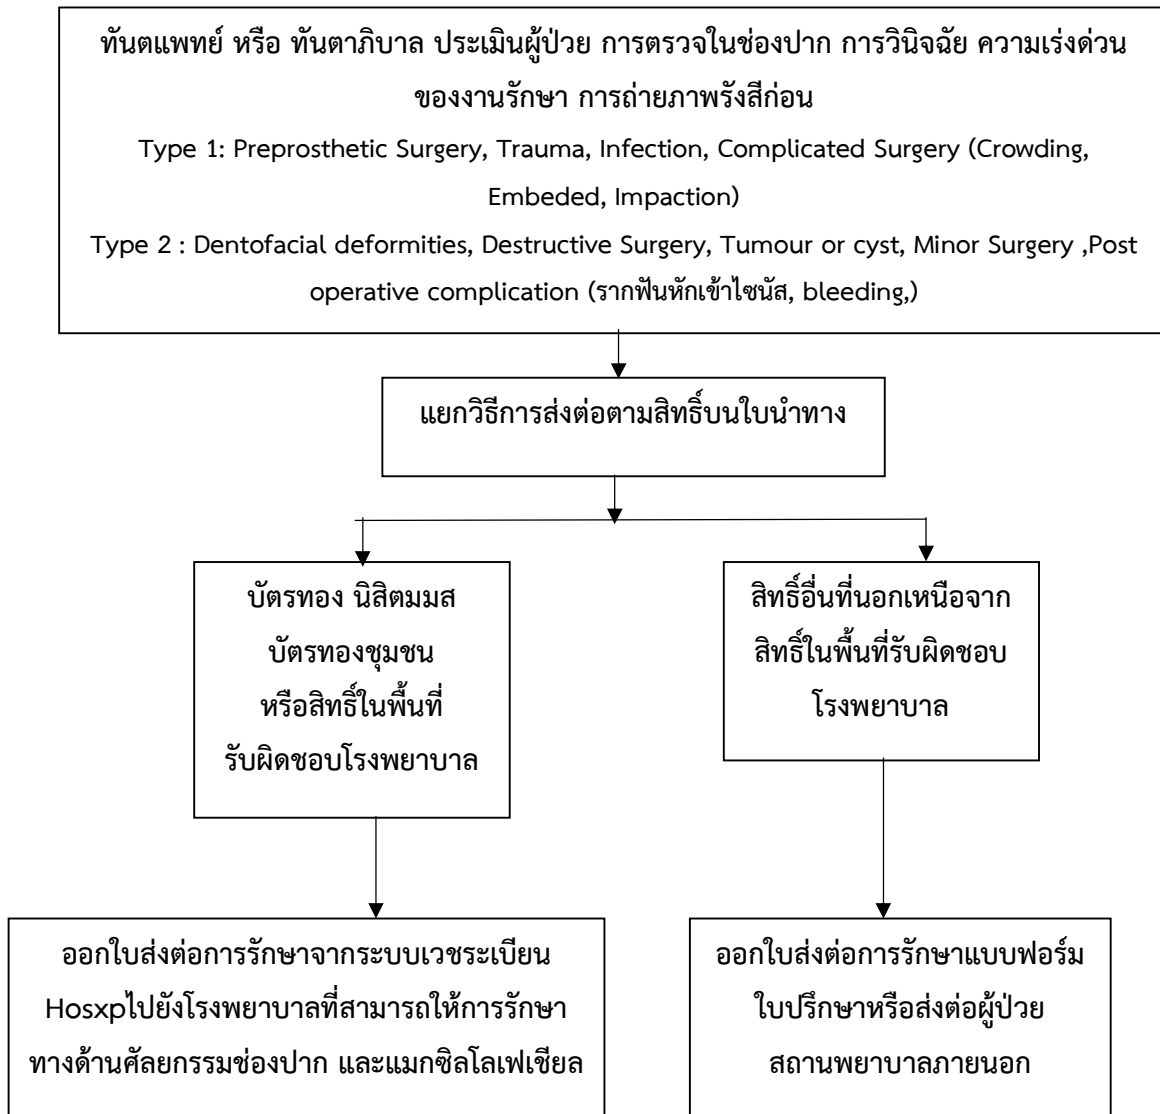 ทันตแพทย์ หรือ ทันตาภิบาล ประเมินผู้ป่วย การตรวจในช่องปาก การวินิจฉัย ความเร่งด่วน
ของงานรักษา การถ่ายภาพรังสีก่อน
Type 1: Preprosthetic Surgery, Trauma, Infection, Complicated Surgery (Crowding,
Embeded, Impaction)
Type 2 : Dentofacial deformities, Destructive Surgery, Tumour or cyst, Minor Surgery ,Post
operative complication (รากฟันหักเข้าไซนัส, bleeding,)
แยกวิธีการส่งต่อตามสิทธิ์บนใบนำทาง
บัตรทอง นิสิตมมส
บัตรทองชุมชน
หรือสิทธิ์ในพื้นที่
รับผิดชอบโรงพยาบาล
สิทธิ์อื่นที่นอกเหนือจาก
สิทธิ์ในพื้นที่รับผิดชอบ
โรงพยาบาล
ออกใบส่งต่อการรักษาจากระบบเวชระเบียน
Hosxpไปยังโรงพยาบาลที่สามารถให้การรักษา
ทางด้านศัลยกรรมช่องปาก และแมกซิลโลเฟเชียล
ออกใบส่งต่อการรักษาแบบฟอร์ม
ใบปรึกษาหรือส่งต่อผู้ป่วย
สถานพยาบาลภายนอก